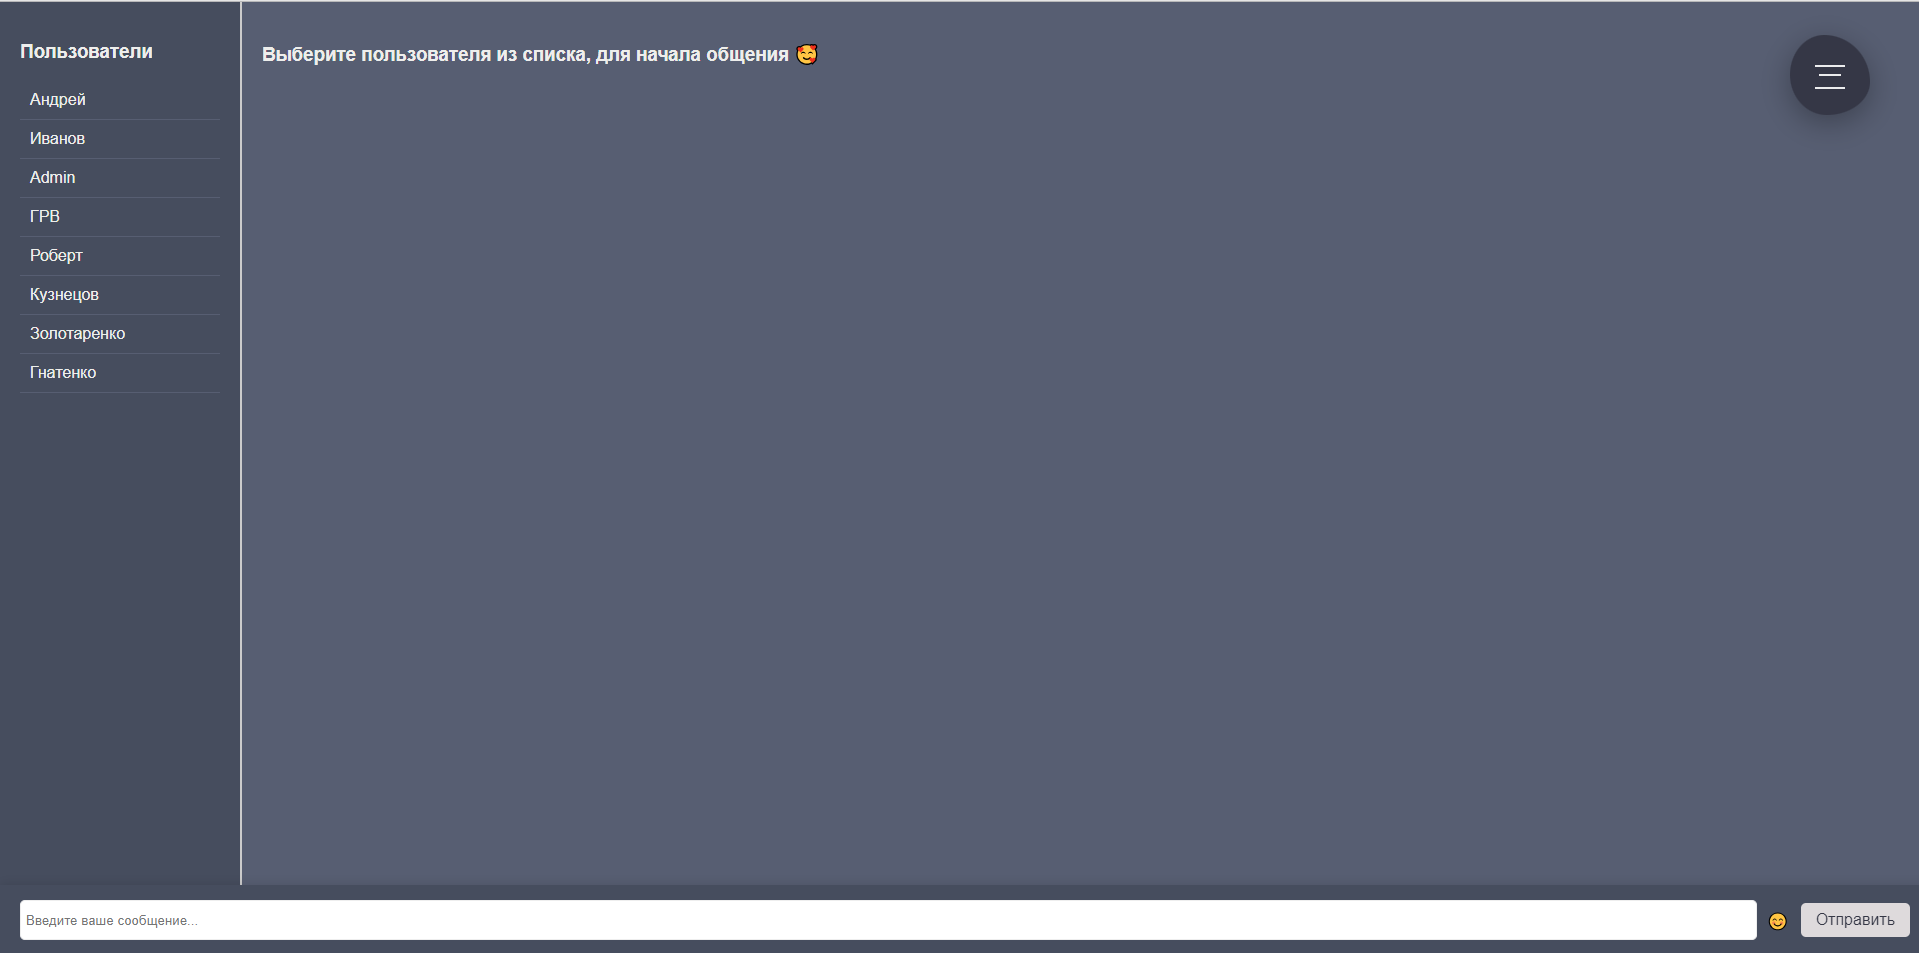 Пользователи
Андрей
Иванов
Admin
ГРВ
Роберт
Кузнецов
Золотаренко
Гнатенко
Выберите пользователя из списка, для начала общения 🥰
Введите ваше сообщение...
😊
Отправить